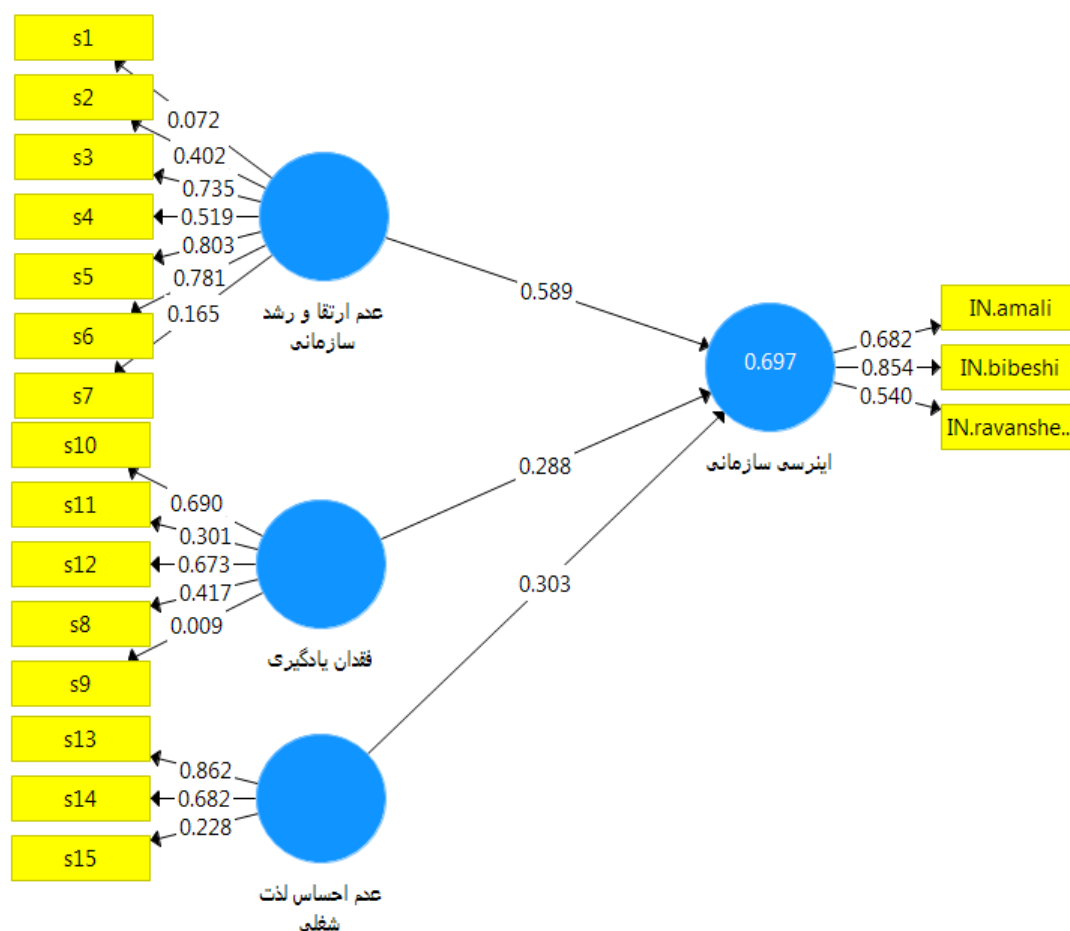 s1
s2
s3
s4
s5
s6
s7
0.072
0.402
0.735
0.519
0.803
0.781
0.165
عدم ارتقا و رشد
سازمانی
s10
s11
s12
s8
s9
0.690
0.301
0.673
0.417
0.009
فقدان یادگیری
s13
s14
s15
0.862
0.682
0.228
عدم احساس لذت
شغلی
0.589
0.288
0.303
0.697
اینرسی سازمانی
0.682
0.854
0.540
IN.amali
IN.bibeshi
IN.ravanshe..